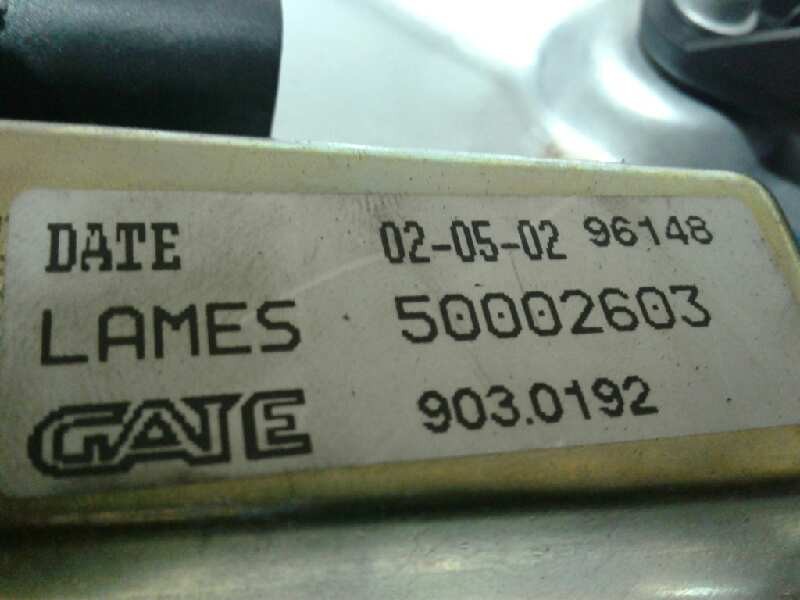 DATE 02-05-02 96148
LAMES 50002603
GATE 903.0192